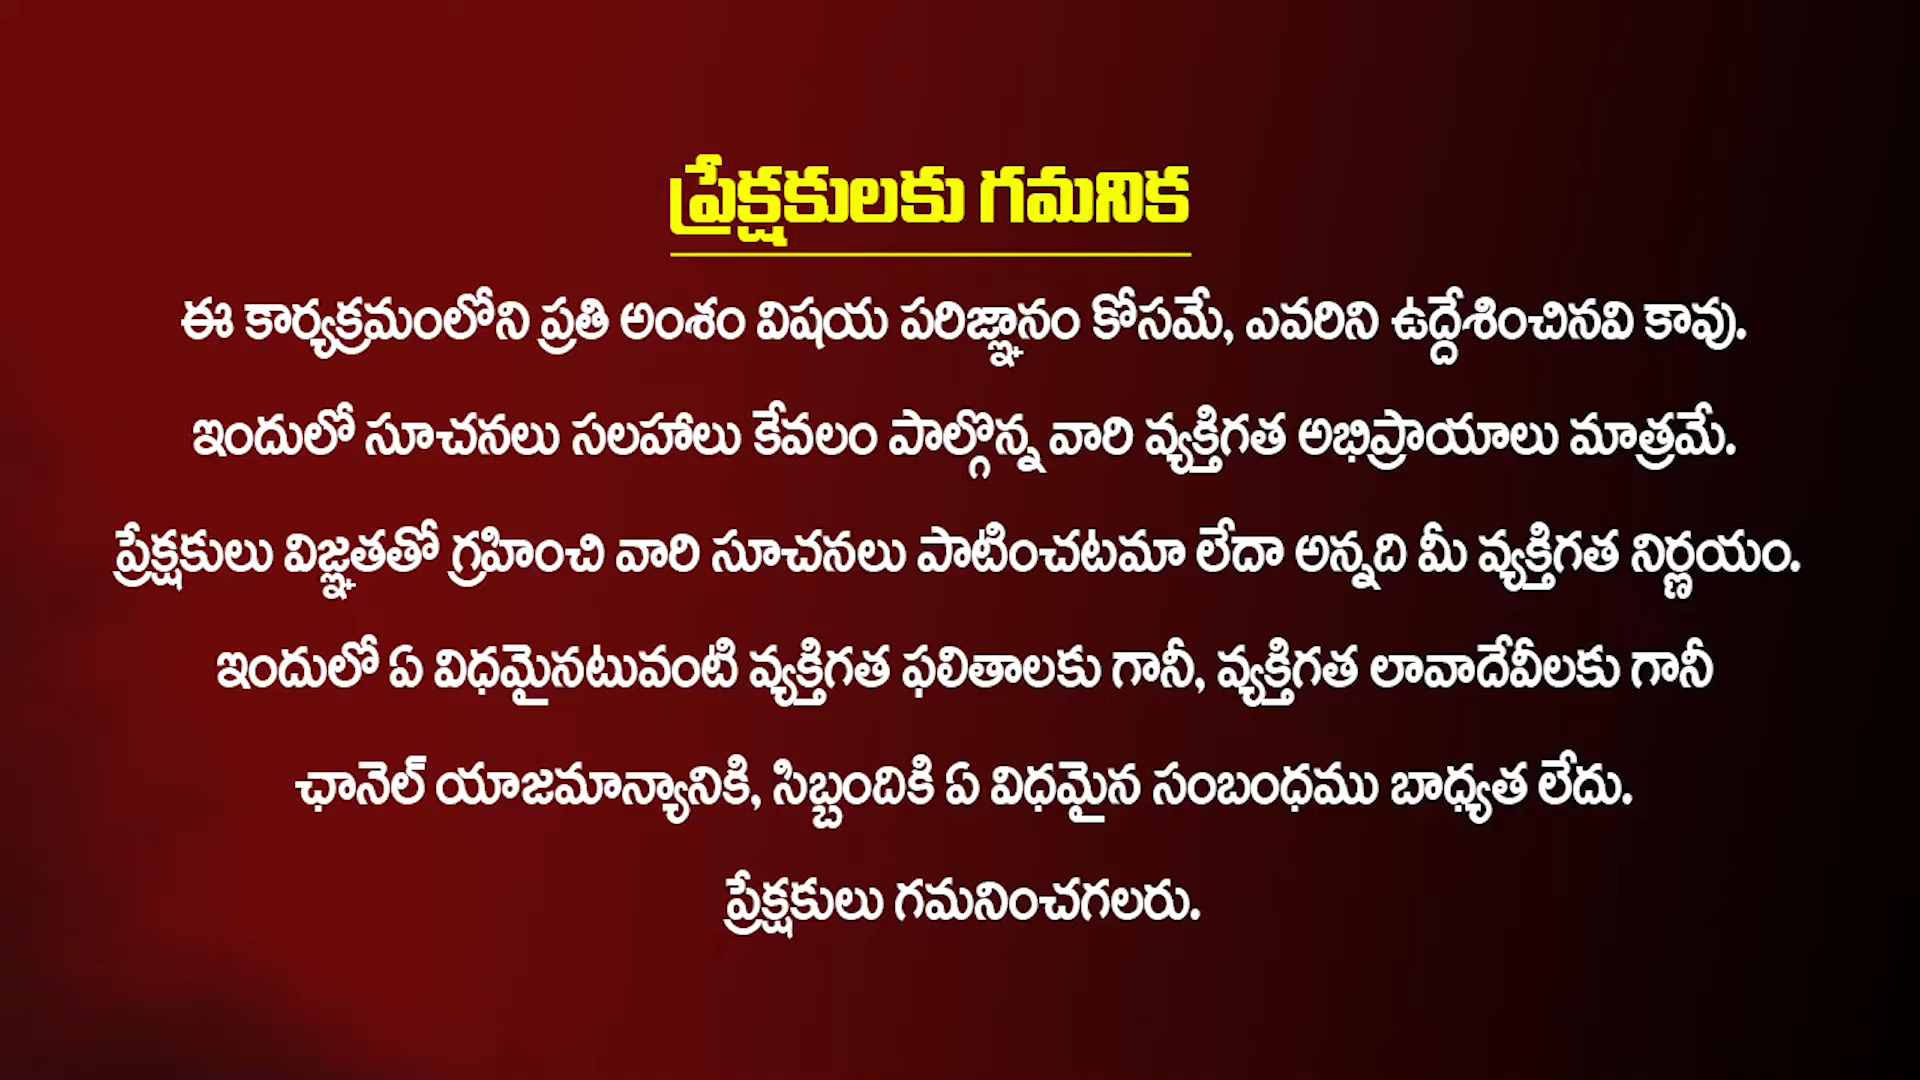 ప్రేక్షకులకు గమనిక
ఈ కార్యక్రమంలోని ప్రతి అంశం విషయ పరిజ్ఞానం కోసమే, ఎవరిని ఉద్దేశించినవి కావు.
ఇందులో సూచనలు సలహాలు కేవలం పాల్గొన్న వారి వ్యక్తిగత అభిప్రాయాలు మాత్రమే.
ప్రేక్షకులు విజ్ఞతతో గ్రహించి వారి సూచనలు పాటించటమా లేదా అన్నది మీ వ్యక్తిగత నిర్ణయం.
ఇందులో ఏ విధమైనటువంటి వ్యక్తిగత ఫలితాలకు గానీ, వ్యక్తిగత లావాదేవీలకు గానీ
ఛానెల్ యాజమాన్యానికి, సిబ్బందికి ఏ విధమైన సంబంధము బాధ్యత లేదు.
ప్రేక్షకులు గమనించగలరు.